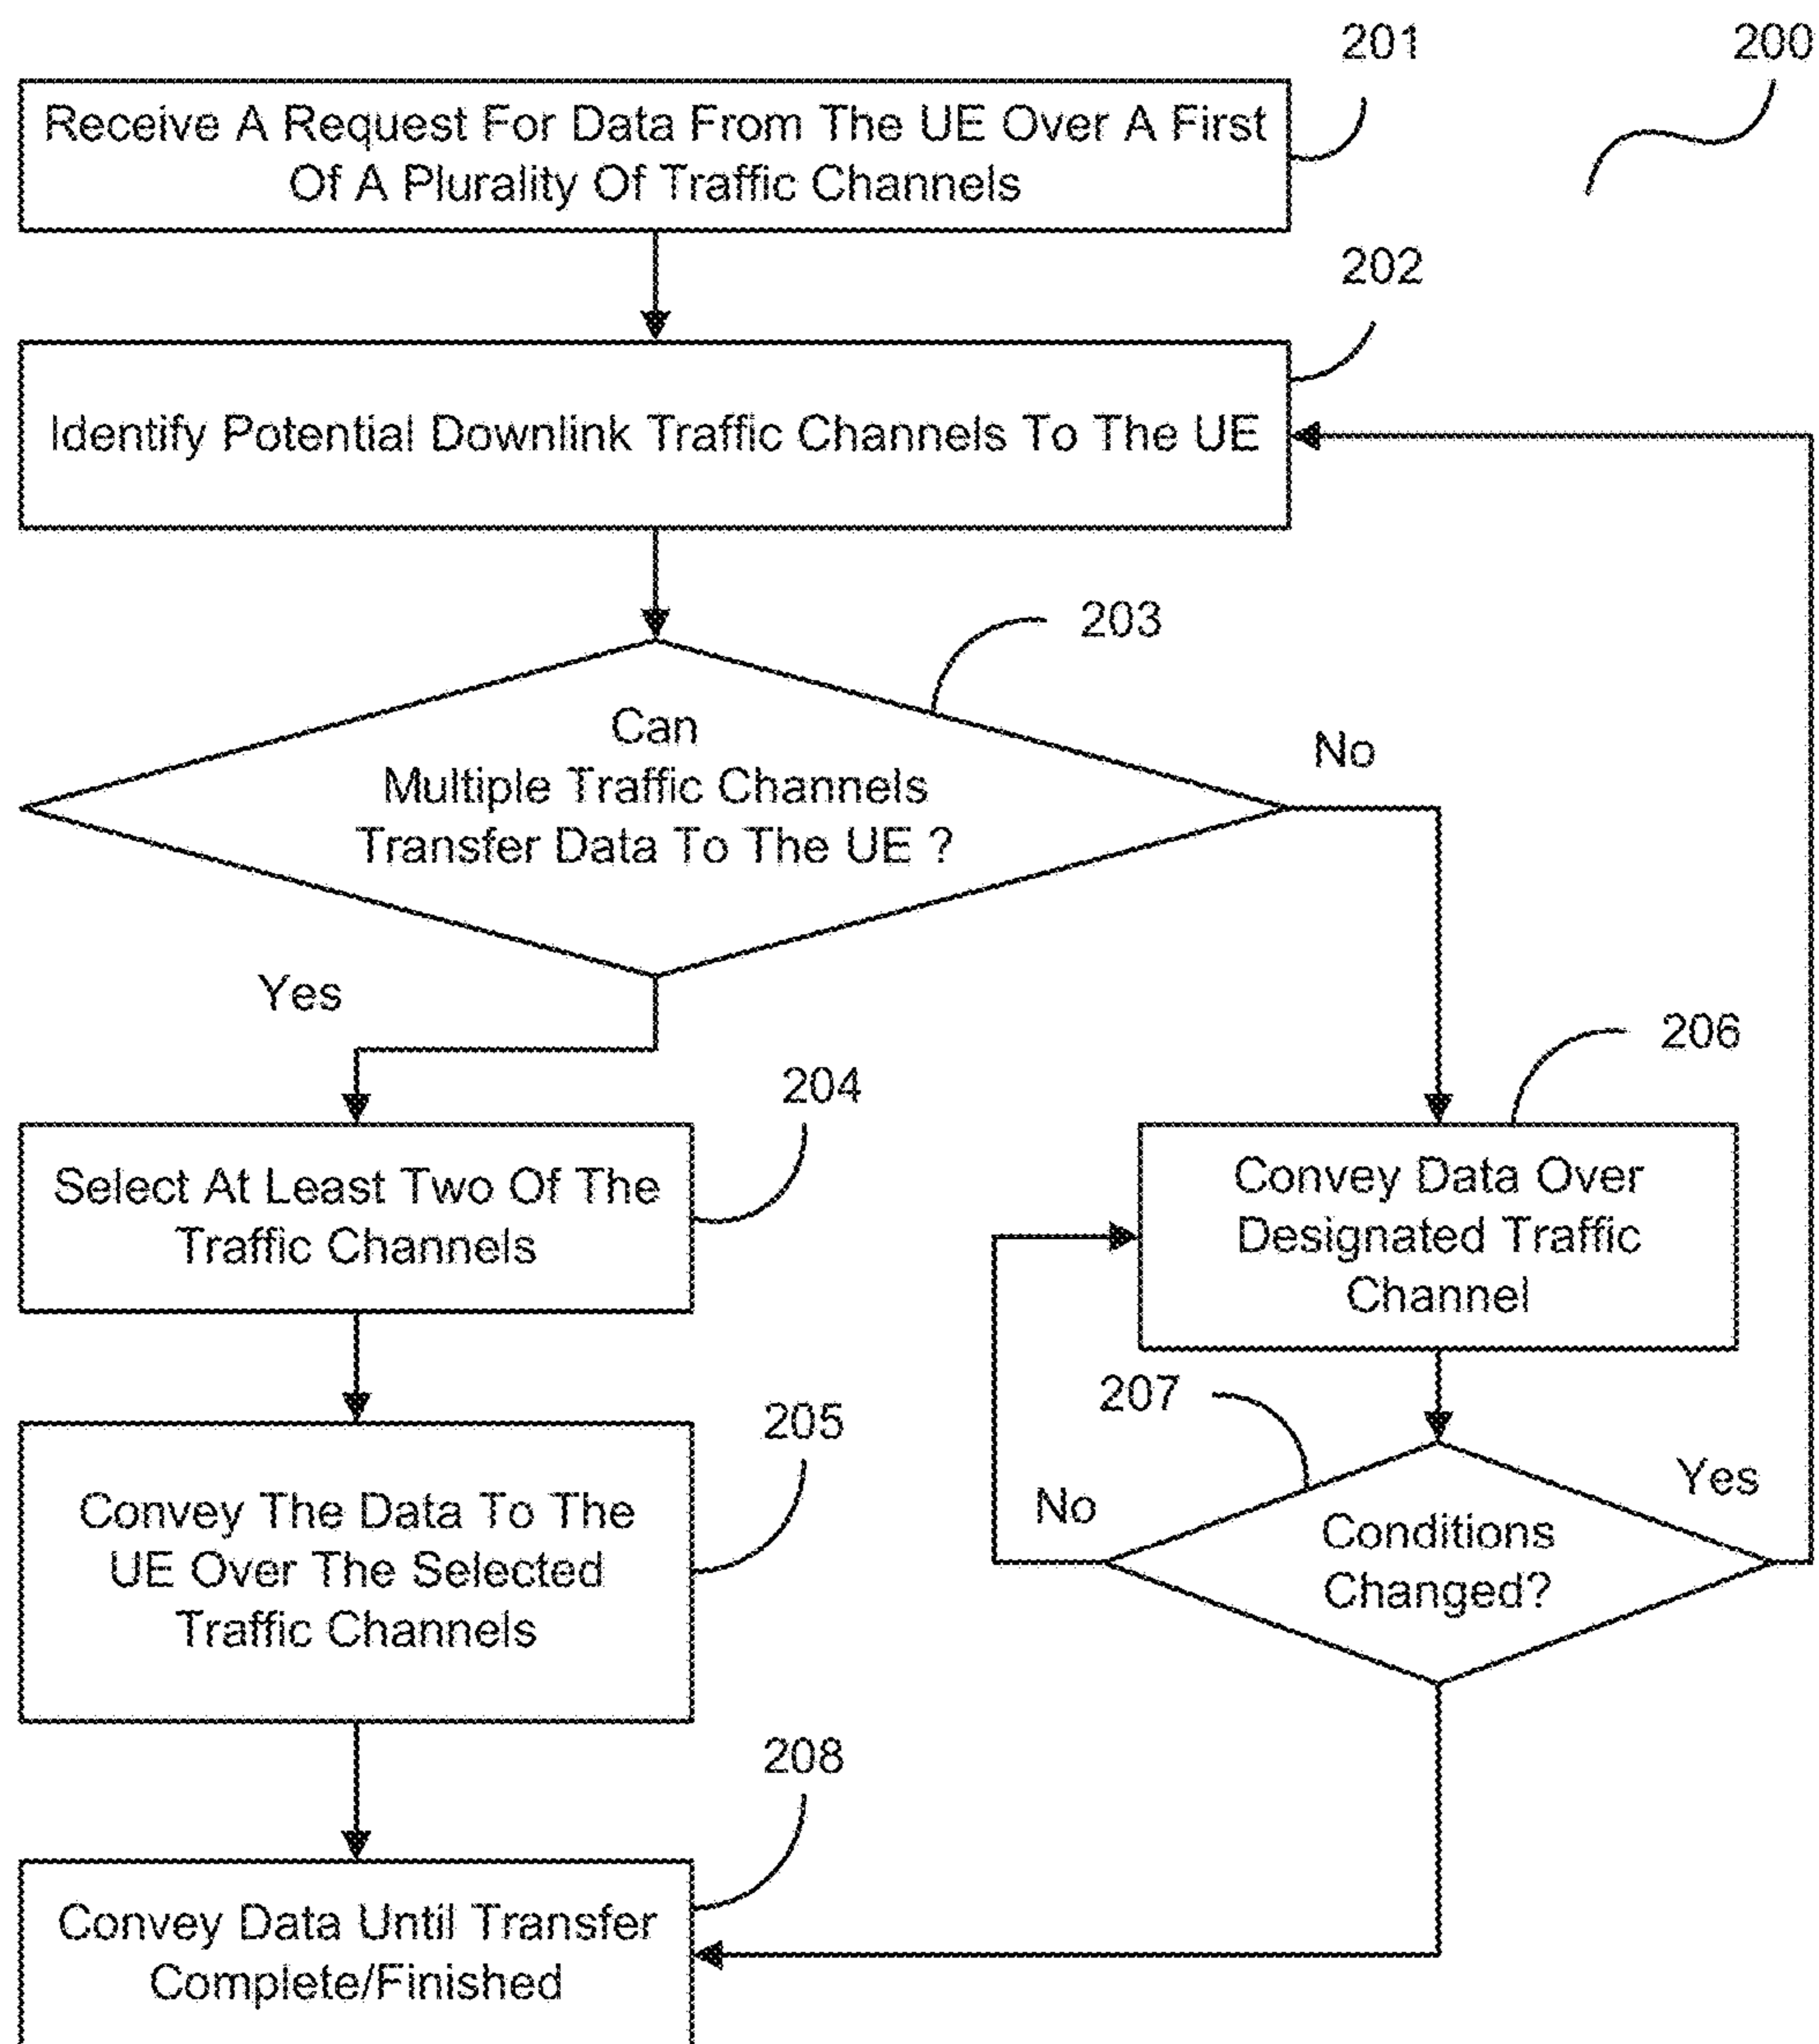 201
200
Receive A Request For Data From The UE Over A First
Of A Plurality Of Traffic Channels
202
Identify Potential Downlink Traffic Channels To The UE
203
Can
Multiple Traffic Channels
Transfer Data To The UE ?
No
Yes
204
Select At Least Two Of The
Traffic Channels
206
Convey Data Over
Designated Traffic
Channel
205
Convey The Data To The
UE Over The Selected
Traffic Channels
207
No
Yes
Conditions
Changed?
208
Convey Data Until Transfer
Complete/Finished